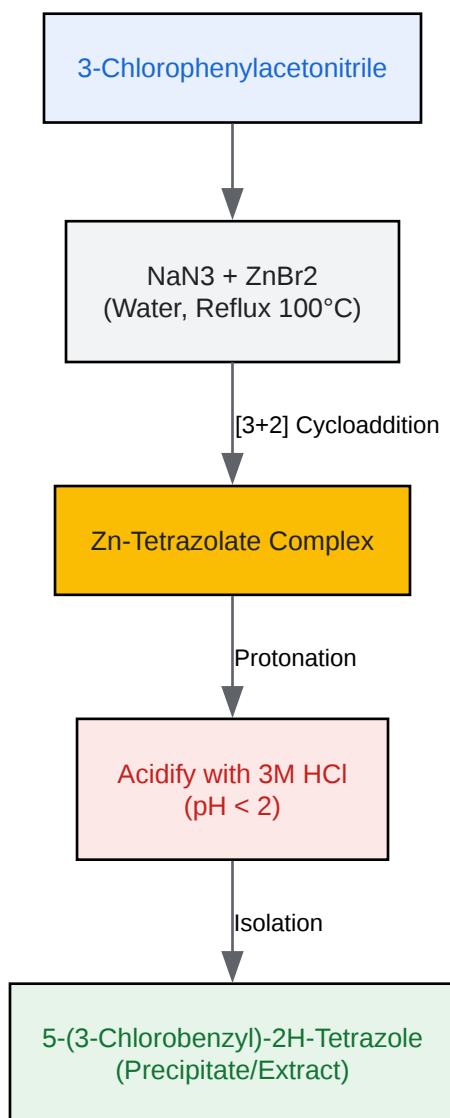 3-Chlorophenylacetonitrile
NaN3 + ZnBr2
(Water, Reflux 100°C)
[3+2] Cycloaddition
Zn-Tetrazolate Complex
Protonation
Acidify with 3M HCl
(pH < 2)
Isolation
5-(3-Chlorobenzyl)-2H-Tetrazole
(Precipitate/Extract)